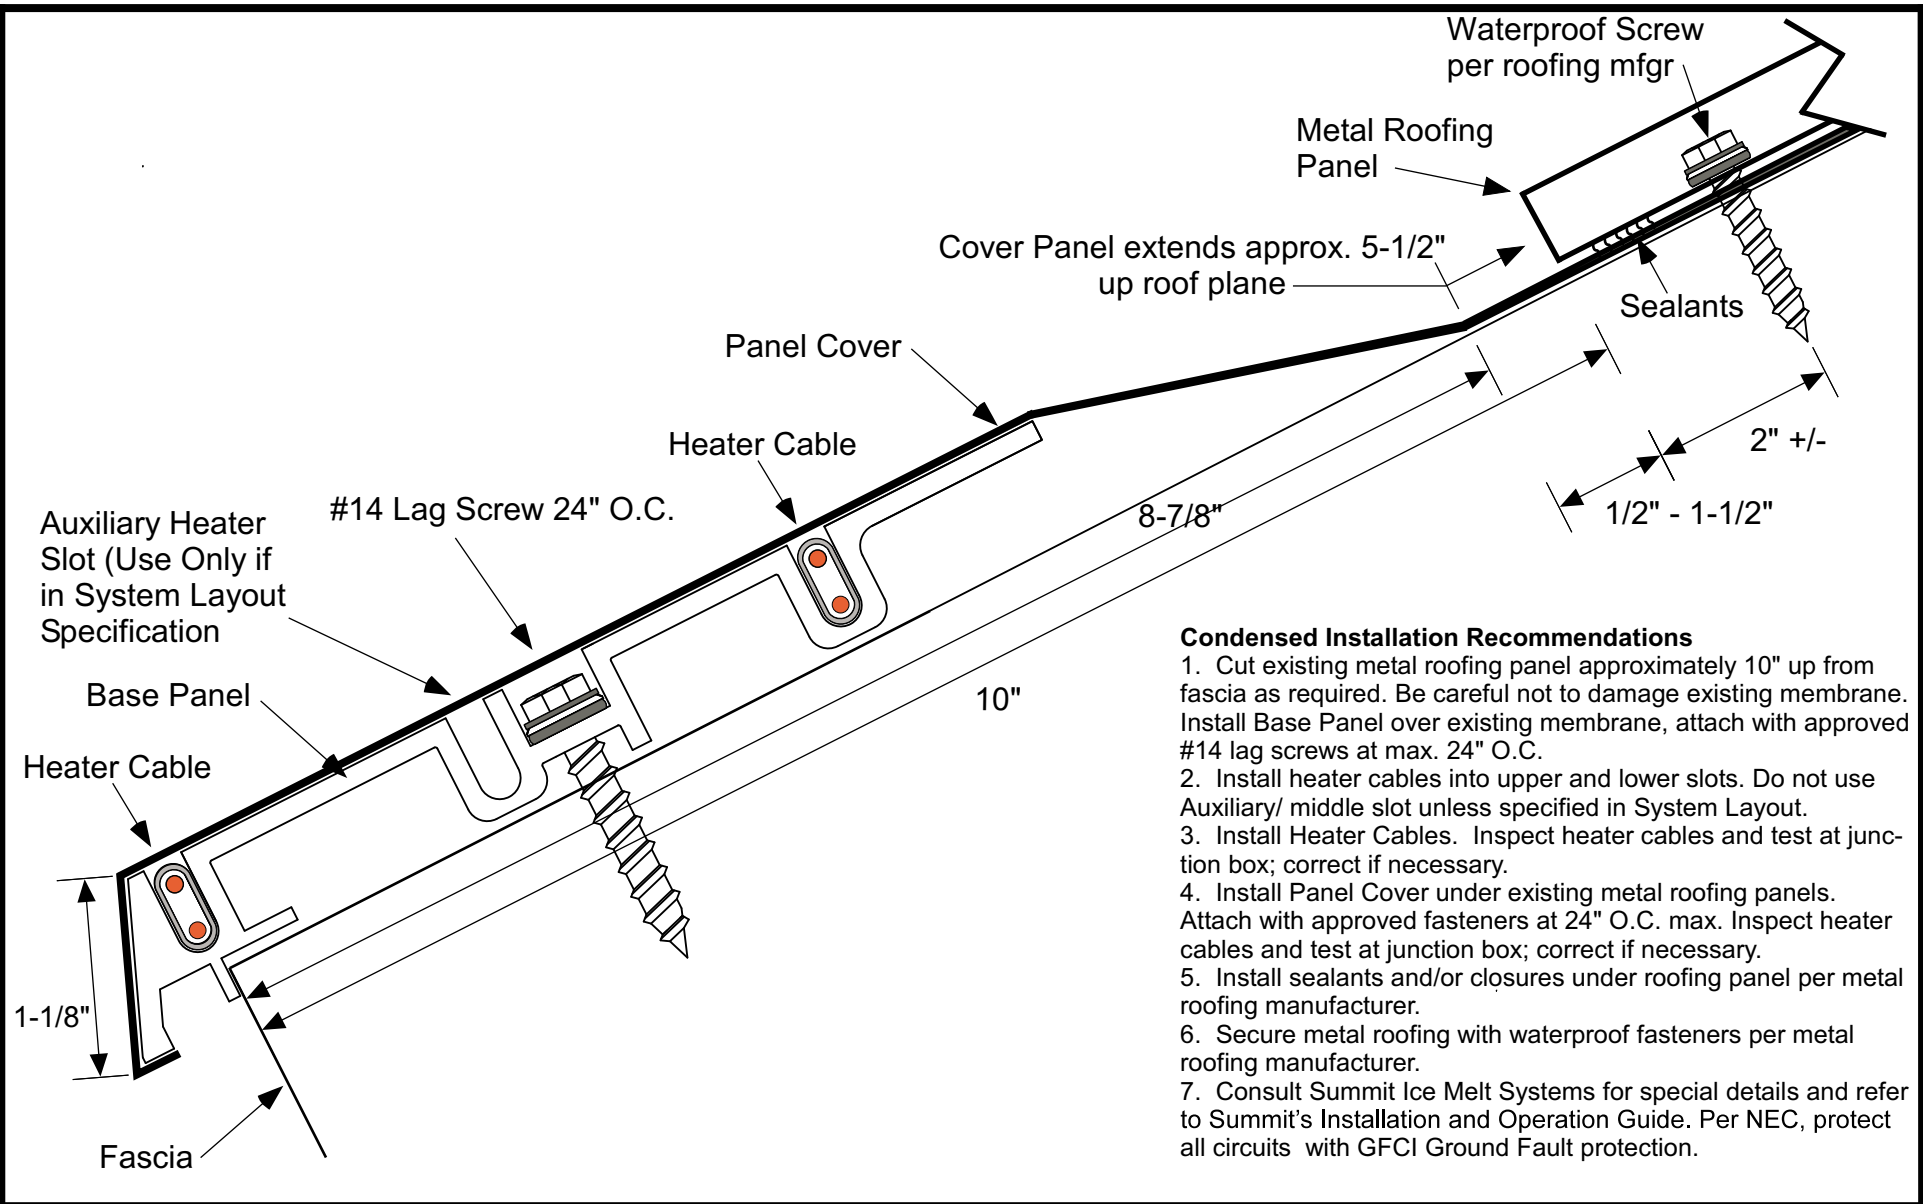 Waterproof Screw
per roofing mfgr
Metal Roofing
Panel
Cover Panel extends approx. 5-1/2"
up roof plane
Sealants
Panel Cover
Heater Cable
2" +/-
1/2" - 1-1/2"
8-7/8"
#14 Lag Screw 24" O.C.
Auxiliary Heater
Slot (Use Only if
in System Layout
Specification
Base Panel
10"
Heater Cable
1-1/8"
Fascia
Condensed Installation Recommendations
1. Cut existing metal roofing panel approximately 10" up from
fascia as required. Be careful not to damage existing membrane.
Install Base Panel over existing membrane, attach with approved
#14 lag screws at max. 24" O.C.
2. Install heater cables into upper and lower slots. Do not use
Auxiliary/ middle slot unless specified in System Layout.
3. Install Heater Cables. Inspect heater cables and test at junc-
tion box; correct if necessary.
4. Install Panel Cover under existing metal roofing panels.
Attach with approved fasteners at 24" O.C. max. Inspect heater
cables and test at junction box; correct if necessary.
5. Install sealants and/or closures under roofing panel per metal
roofing manufacturer.
6. Secure metal roofing with waterproof fasteners per metal
roofing manufacturer.
7. Consult Summit Ice Melt Systems for special details and refer
to Summit's Installation and Operation Guide. Per NEC, protect
all circuits with GFCI Ground Fault protection.